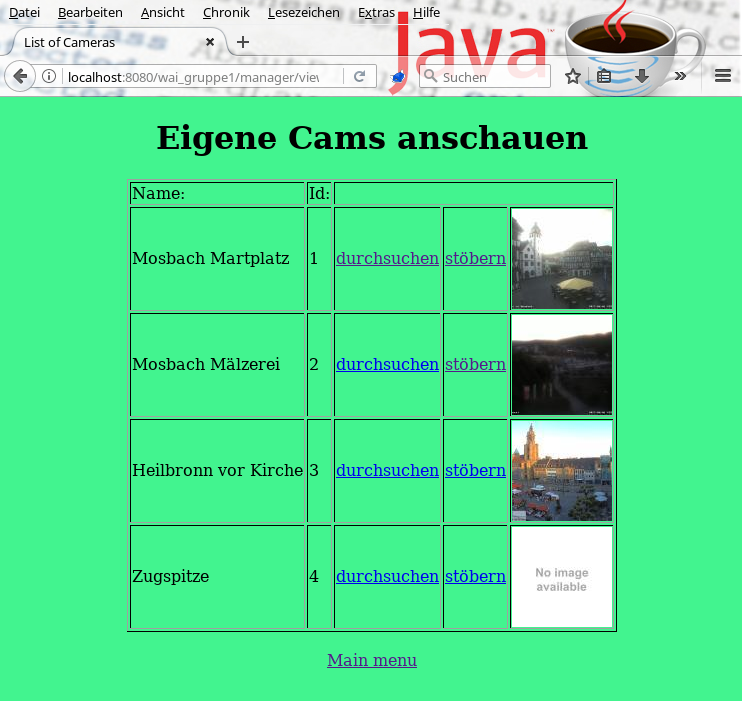 Datei Bearbeiten Ansicht Chronik Lesezeichen Extras Hilfe
java
List of Cameras
localhost:8080/wai_gruppe1/manager/view
Suchen
Eigene Cams anschauen
Name: Id:
Mosbach Martplatz 1 durchsuchen stöbern
Mosbach Mälzerei 2 durchsuchen stöbern
Heilbronn vor Kirche 3 durchsuchen stöbern
Zugspitze 4 durchsuchen stöbern
No image
available
Main menu